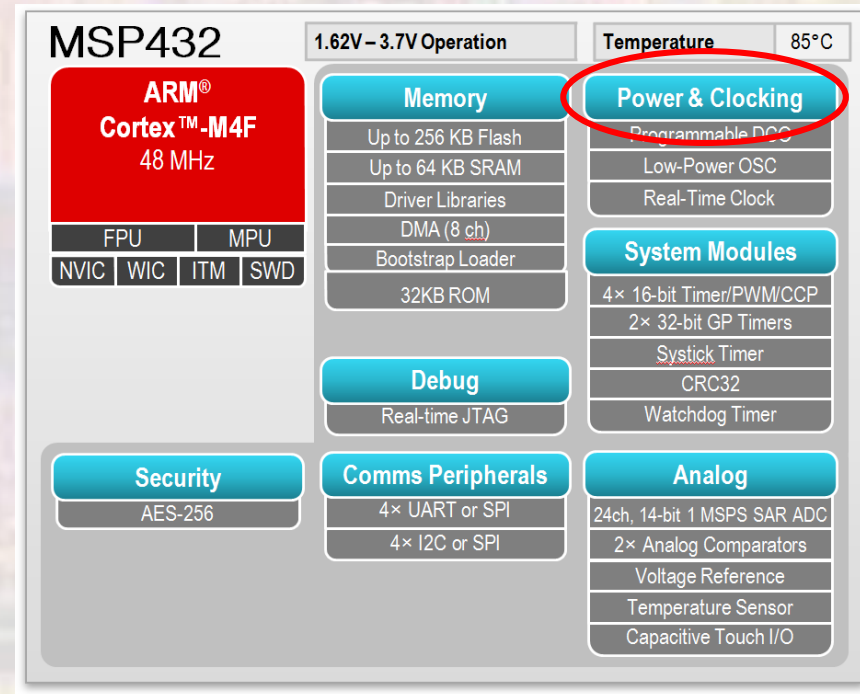 MSP432
1.62V – 3.7V Operation
Temperature 85°C
ARM®
Cortex™-M4F
48 MHz
FPU MPU
NVIC WIC ITM SWD
Memory
Up to 256 KB Flash
Up to 64 KB SRAM
Driver Libraries
DMA (8 ch)
Bootstrap Loader
32KB ROM
Power & Clocking
Programmable DCO
Low-Power OSC
Real-Time Clock
System Modules
4× 16-bit Timer/PWM/CCP
2× 32-bit GP Timers
Systick Timer
CRC32
Watchdog Timer
Debug
Real-time JTAG
Security
AES-256
Comms Peripherals
4× UART or SPI
4× I2C or SPI
Analog
24ch, 14-bit 1 MSPS SAR ADC
2× Analog Comparators
Voltage Reference
Temperature Sensor
Capacitive Touch I/O